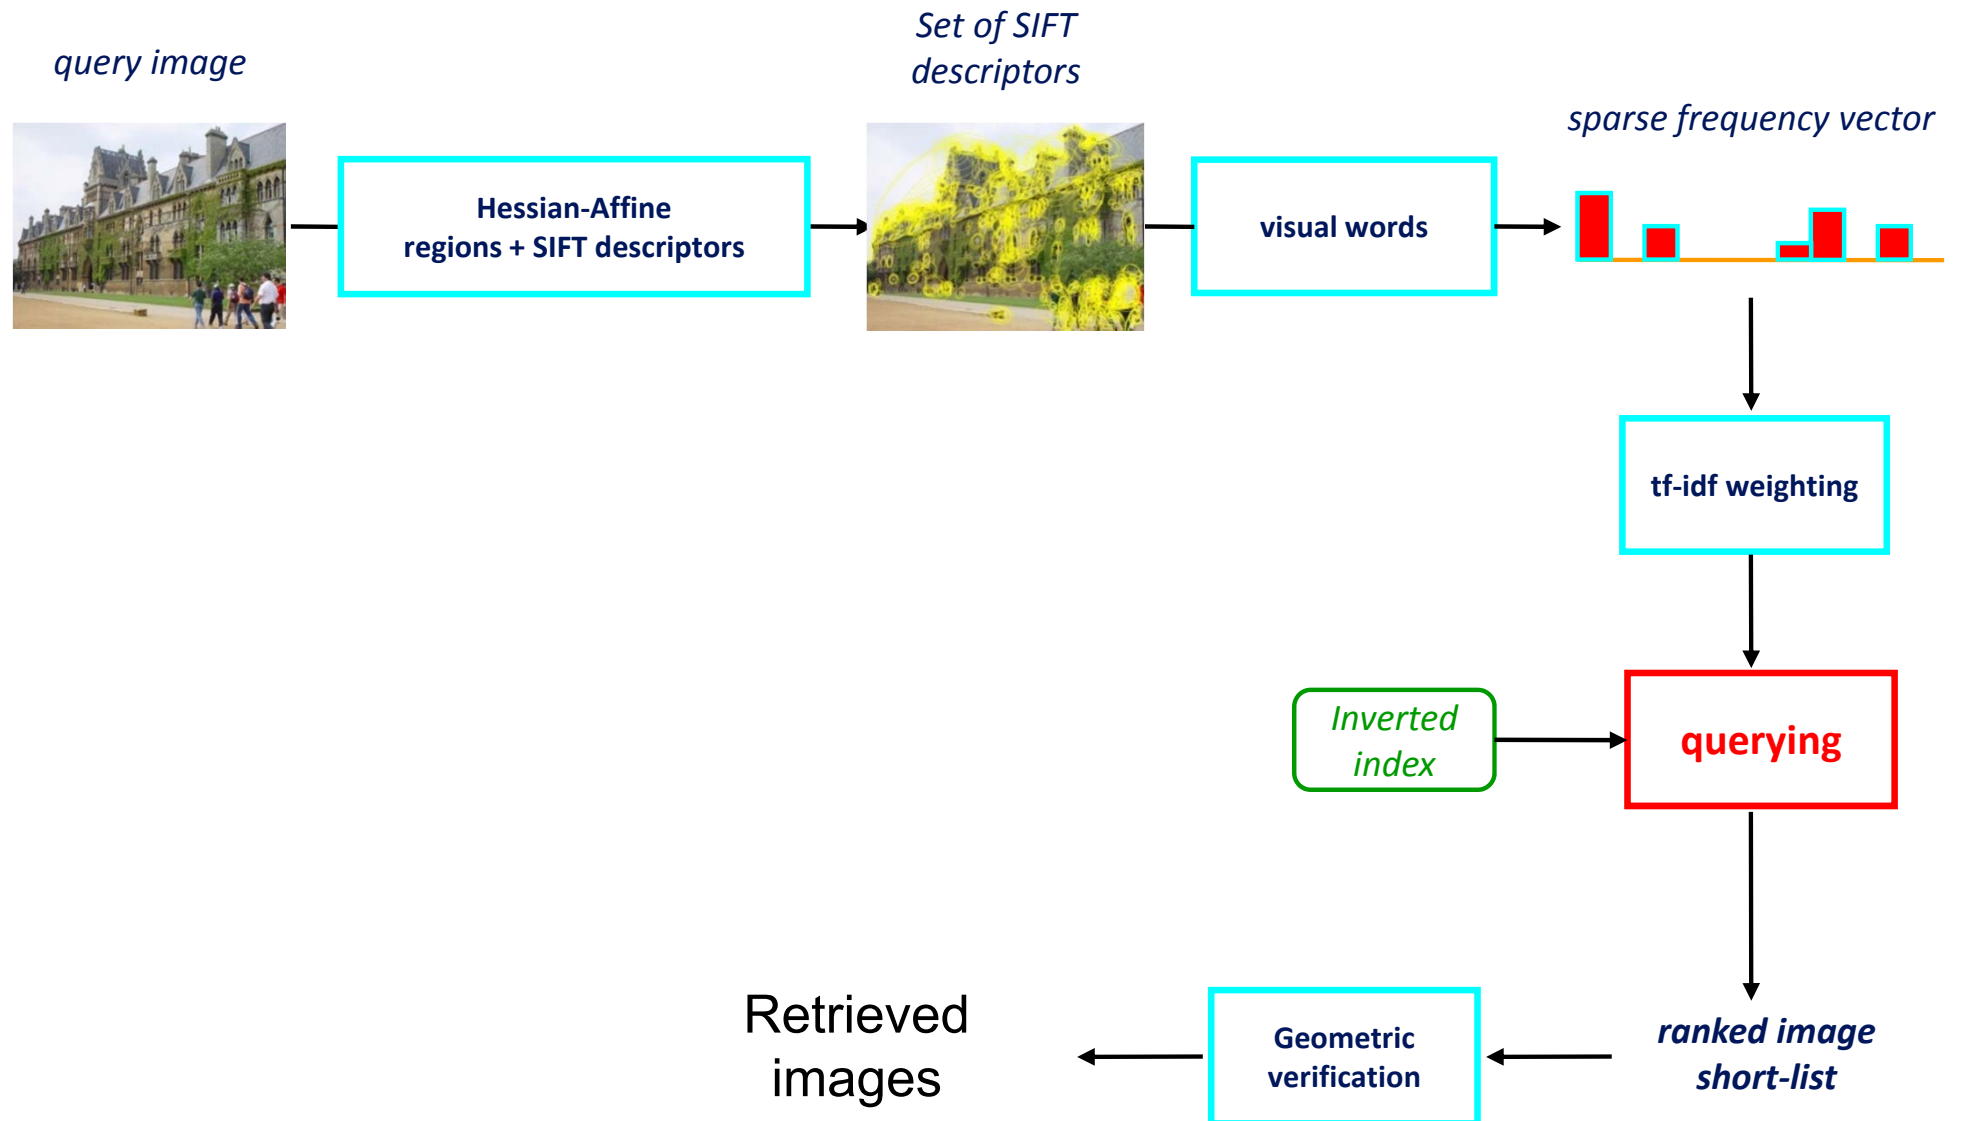 query image
Set of SIFT
descriptors
sparse frequency vector
Hessian-Affine
regions + SIFT descriptors
visual words
tf-idf weighting
Inverted
index
querying
Retrieved
images
Geometric
verification
ranked image
short-list